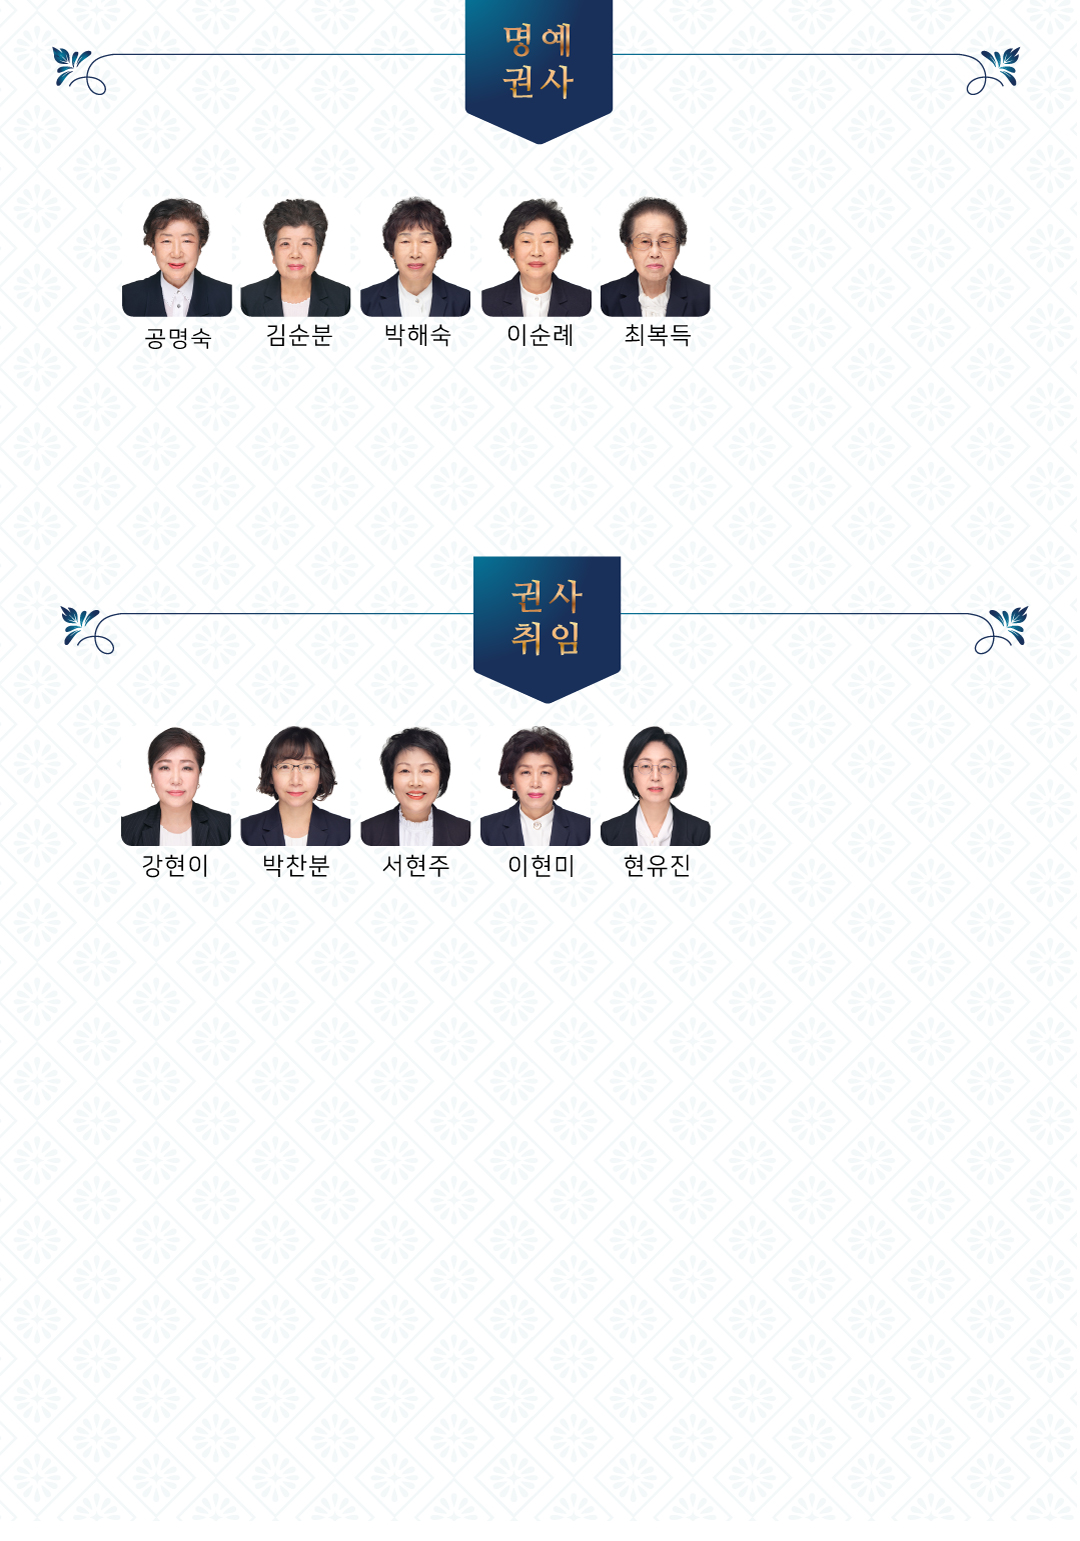 명예
권사
공명숙 김순분 박해숙 이순례 최복득
권사
취임
강현이 박찬분 서현주 이현미 현유진